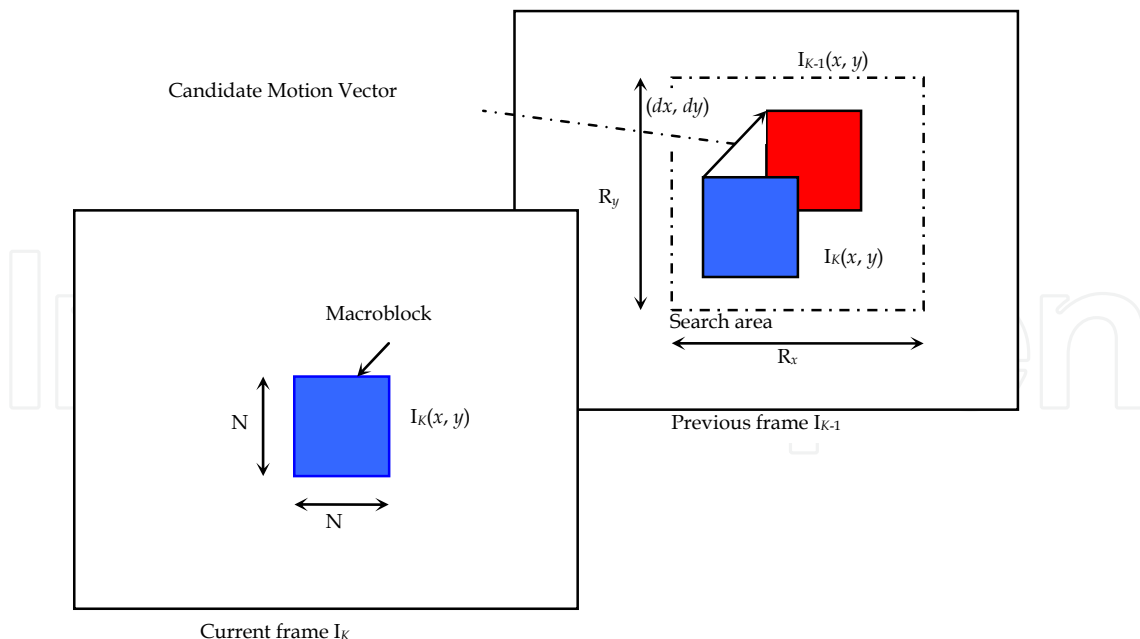 I_{K-1}(x, y)
Candidate Motion Vector
(dx, dy)
R_y
I_K(x, y)
Search area
R_x
Previous frame I_{K-1}
Macroblock
N
I_K(x, y)
N
Current frame I_K